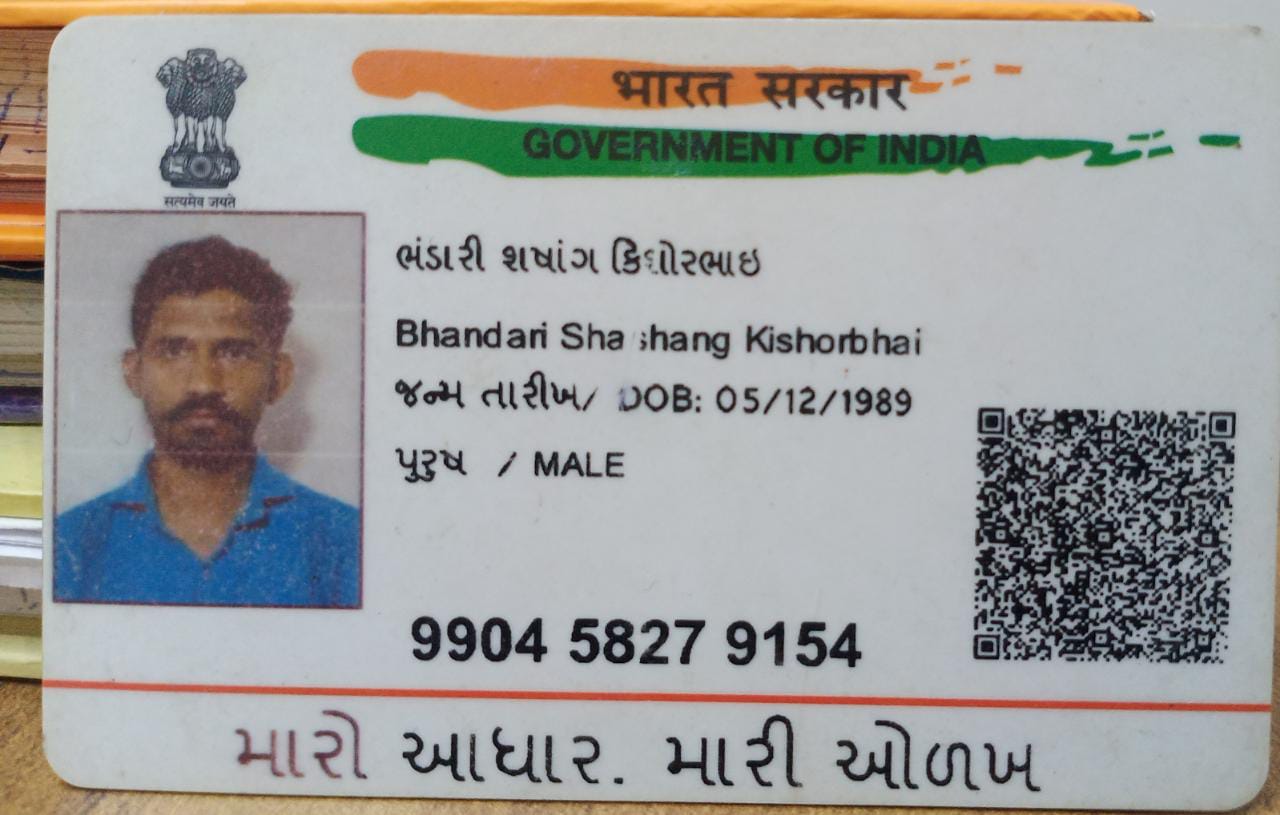 भारत सरकार
GOVERNMENT OF INDIA
सत्यमेव जयते
ભંડારી શષાંગ કિશોરભાઇ
Bhandari Shashang Kishorbhai
જન્મ તારીખ/ DOB: 05/12/1989
પુરુષ / MALE
9904 5827 9154
મારો આધાર. મારી ઓળખ